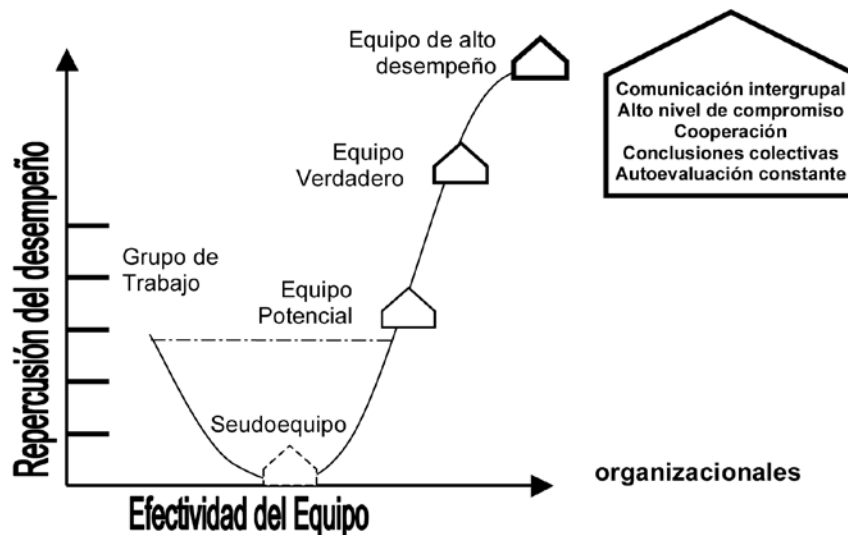 Equipo de alto
desempeño
Comunicación intergrupal
Alto nivel de compromiso
Cooperación
Conclusiones colectivas
Autoevaluación constante
Equipo
Verdadero
Grupo de
Trabajo
Equipo
Potencial
Seudoequipo
Repercusión del desempeño
organizacionales
Efectividad del Equipo